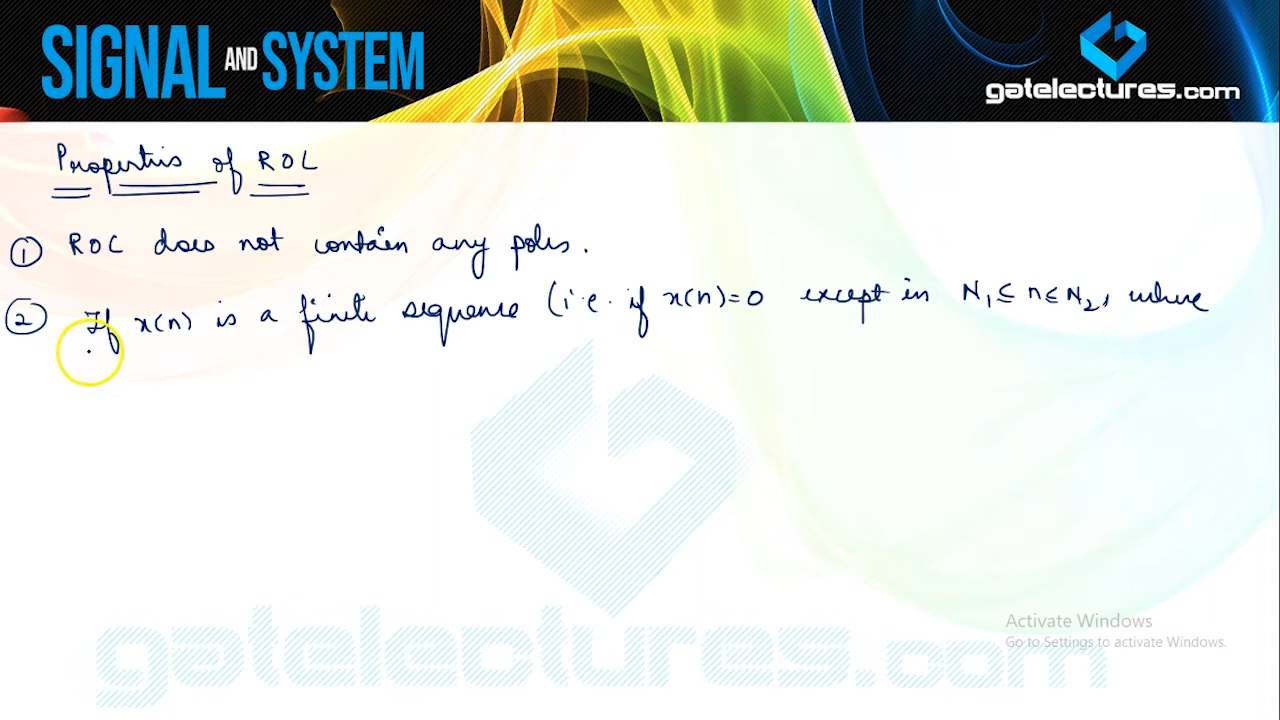 SIGNAL AND SYSTEM
gatelectures.com
Properties of ROC
① ROC does not contain any poles.
② If x(n) is a finite sequence (i.e. if x(n)=0 except in N₁≤n≤N₂, where
gatelectures.com
Activate Windows
Go to Settings to activate Windows.